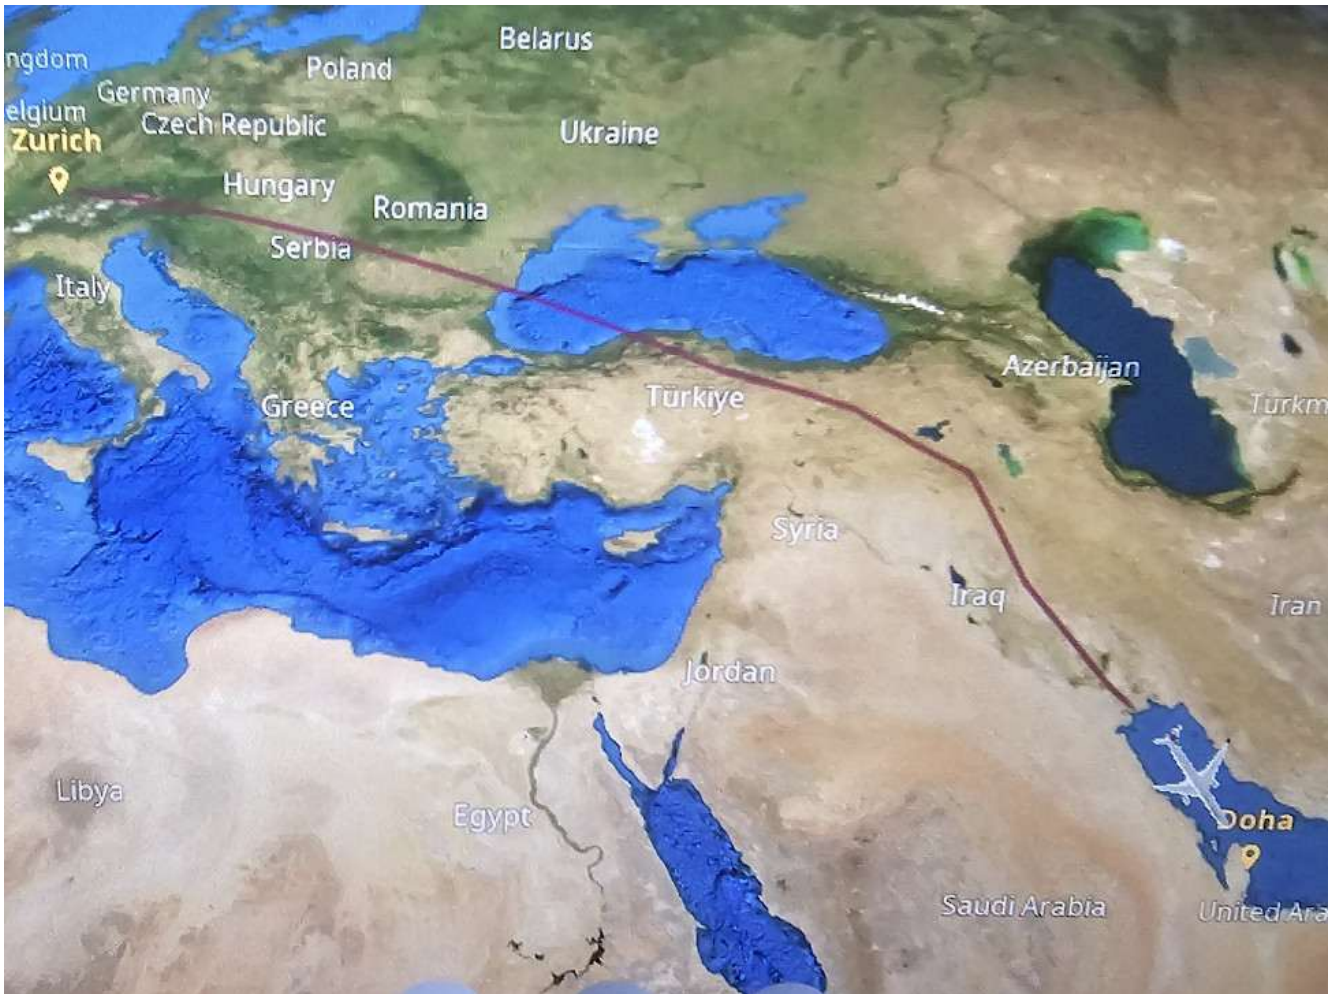 Belarus
ngdom
Poland
Germany
elgium
Czech Republic
Ukraine
Zurich
Hungary
Romania
Serbia
Italy
Azerbaijan
Türkiye
Greece
Turkm
Syria
Iraq
Iran
Jordan
Libya
Egypt
Doha
Saudi Arabia
United Ara